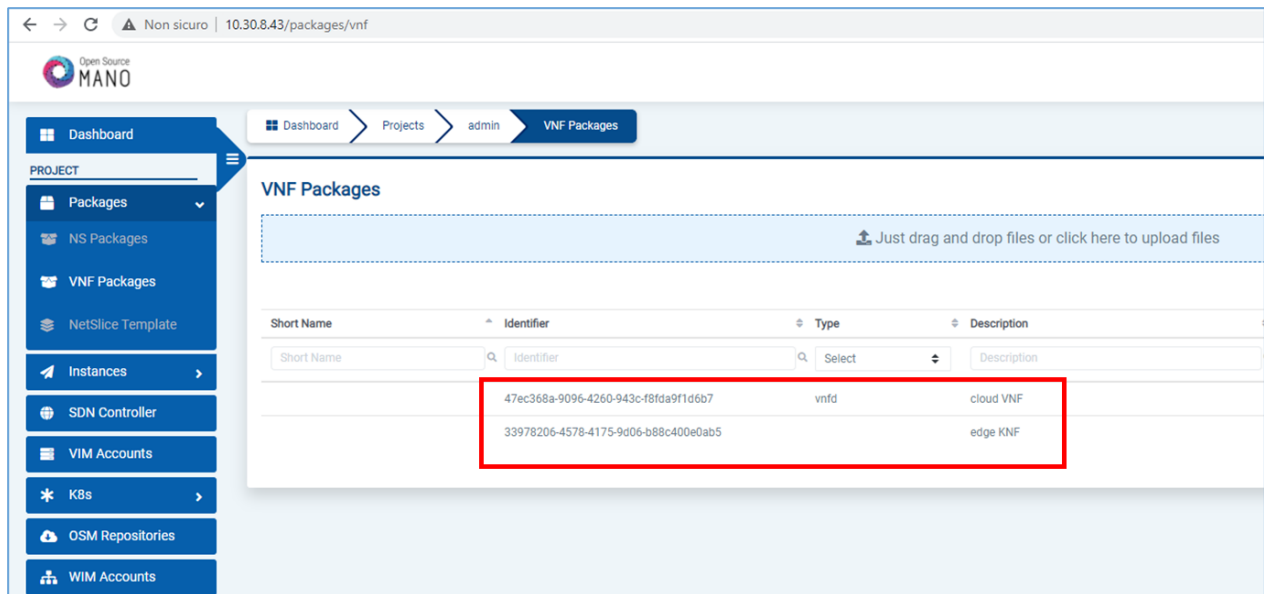 Non sicuro | 10.30.8.43/packages/vnf
Open Source
MANO
Dashboard
PROJECT
Packages
NS Packages
VNF Packages
NetSlice Template
Instances
SDN Controller
VIM Accounts
K8s
OSM Repositories
WIM Accounts
Dashboard Projects admin VNF Packages
VNF Packages
Just drag and drop files or click here to upload files
Short Name Identifier Type Description
Short Name Identifier Select Description
47ec368a-9096-4260-943c-f8fda9f1d6b7 vnfd cloud VNF
33978206-4578-4175-9d06-b88c400e0ab5 edge KNF